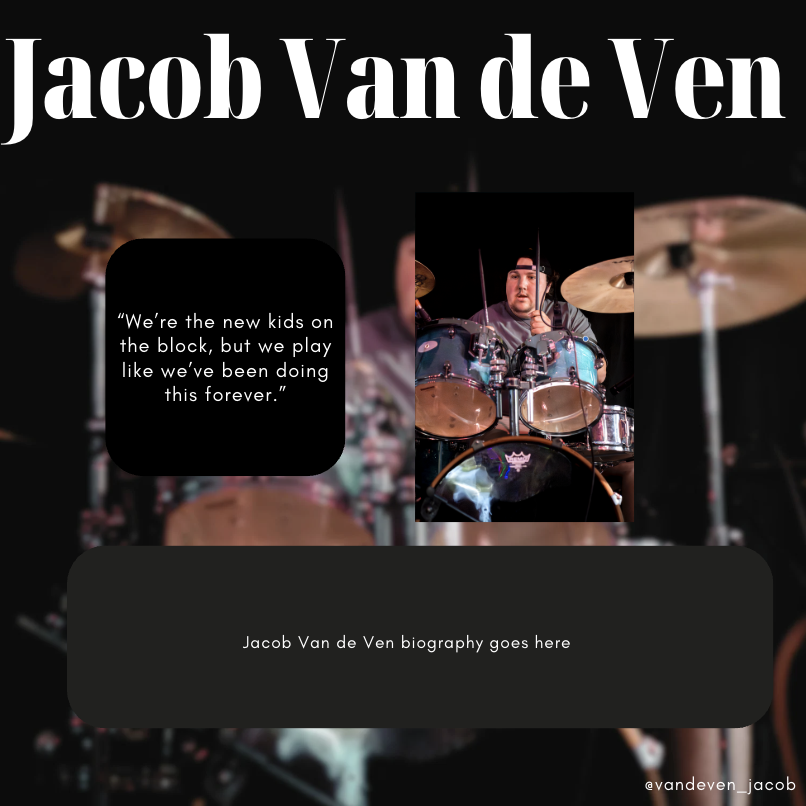 Jacob Van de Ven
“We’re the new kids on
the block, but we play
like we’ve been doing
this forever.”
Jacob Van de Ven biography goes here
@vandeven_jacob